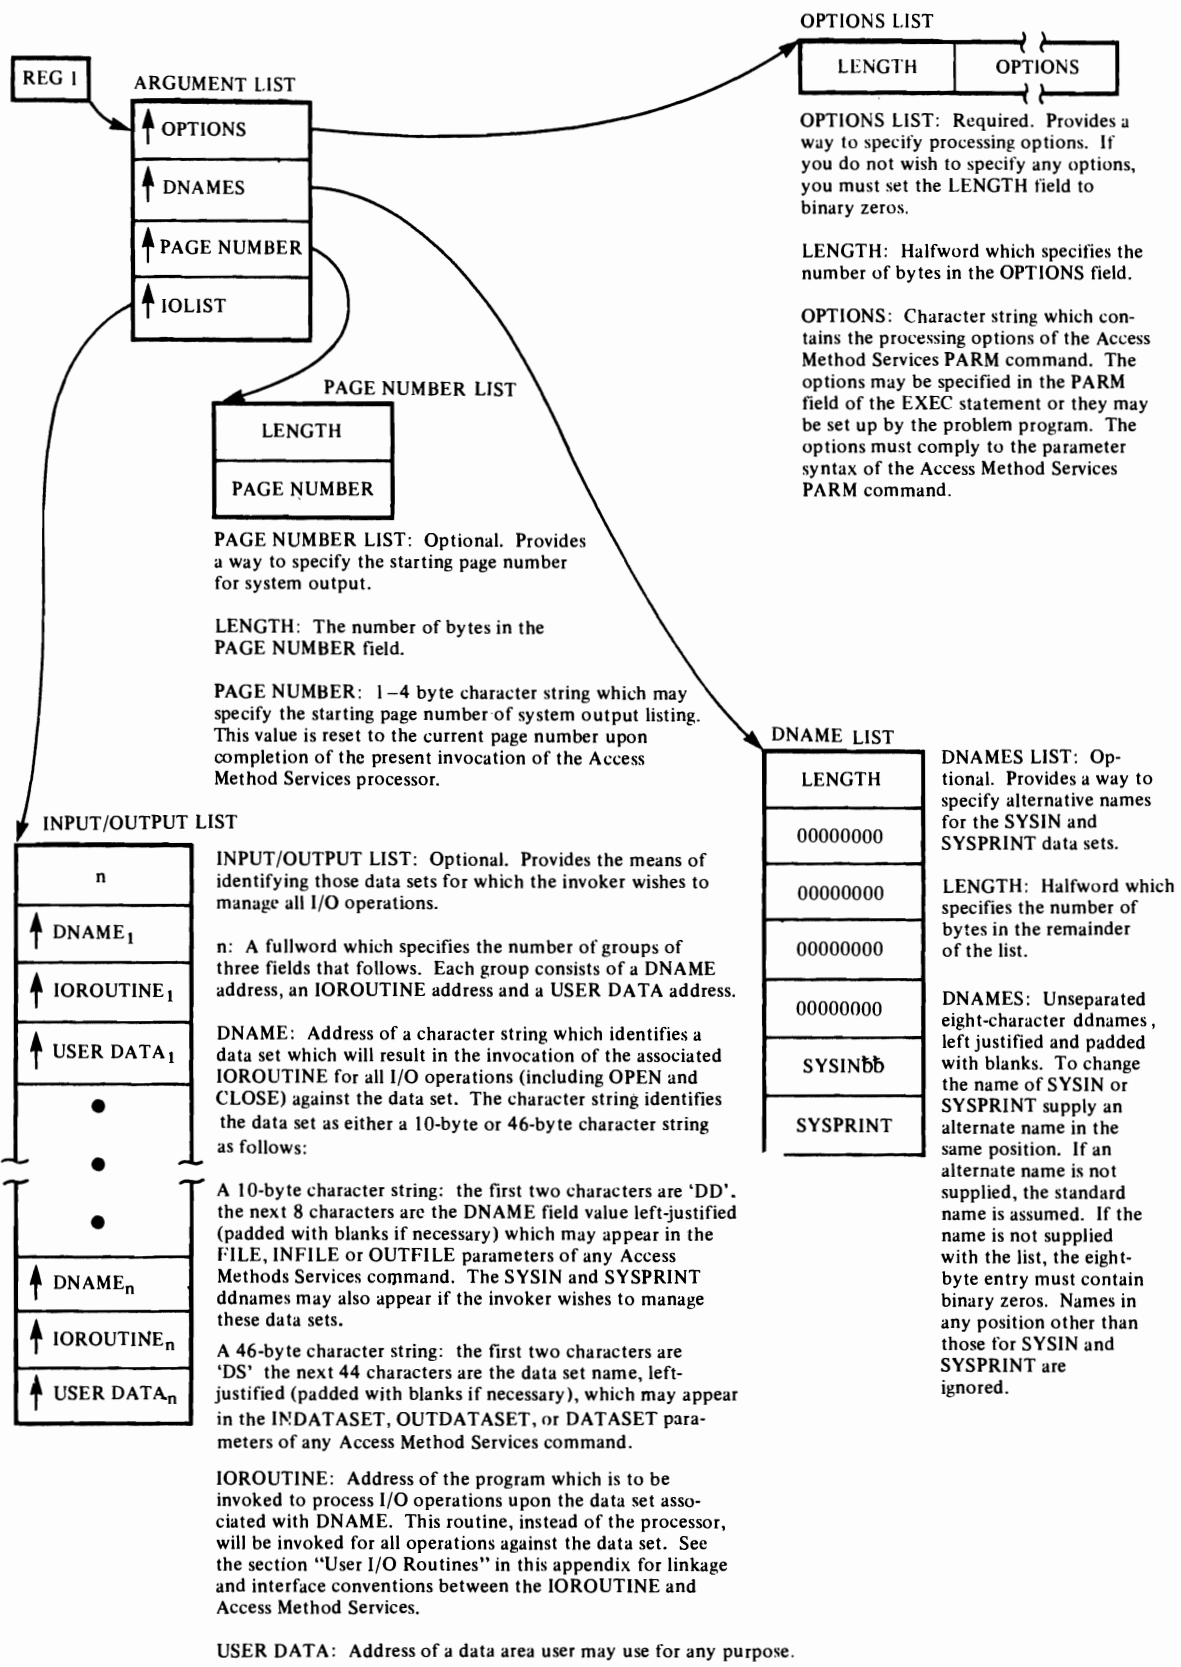 OPTIONS LIST
LENGTH OPTIONS
REG 1
ARGUMENT LIST
OPTIONS
DNAMES
PAGE NUMBER
IOLIST
OPTIONS LIST: Required. Provides a
way to specify processing options. If
you do not wish to specify any options,
you must set the LENGTH field to
binary zeros.
LENGTH: Halfword which specifies the
number of bytes in the OPTIONS field.
OPTIONS: Character string which con-
tains the processing options of the Access
Method Services PARM command. The
options may be specified in the PARM
field of the EXEC statement or they may
be set up by the problem program. The
options must comply to the parameter
syntax of the Access Method Services
PARM command.
PAGE NUMBER LIST
LENGTH
PAGE NUMBER
PAGE NUMBER LIST: Optional. Provides
a way to specify the starting page number
for system output.
LENGTH: The number of bytes in the
PAGE NUMBER field.
PAGE NUMBER: 1–4 byte character string which may
specify the starting page number of system output listing.
This value is reset to the current page number upon
completion of the present invocation of the Access
Method Services processor.
DNAME LIST
LENGTH
00000000
00000000
00000000
00000000
SYSINƀƀ
SYSPRINT
DNAMES LIST: Op-
tional. Provides a way to
specify alternative names
for the SYSIN and
SYSPRINT data sets.
LENGTH: Halfword which
specifies the number of
bytes in the remainder
of the list.
DNAMES: Unseparated
eight-character ddnames,
left justified and padded
with blanks. To change
the name of SYSIN or
SYSPRINT supply an
alternate name in the
same position. If an
alternate name is not
supplied, the standard
name is assumed. If the
name is not supplied
with the list, the eight-
byte entry must contain
binary zeros. Names in
any position other than
those for SYSIN and
SYSPRINT are
ignored.
INPUT/OUTPUT LIST
n
DNAME1
IOROUTINE1
USER DATA1
DNAMEn
IOROUTINEn
USER DATAn
INPUT/OUTPUT LIST: Optional. Provides the means of
identifying those data sets for which the invoker wishes to
manage all I/O operations.
n: A fullword which specifies the number of groups of
three fields that follows. Each group consists of a DNAME
address, an IOROUTINE address and a USER DATA address.
DNAME: Address of a character string which identifies a
data set which will result in the invocation of the associated
IOROUTINE for all I/O operations (including OPEN and
CLOSE) against the data set. The character string identifies
the data set as either a 10-byte or 46-byte character string
as follows:
A 10-byte character string: the first two characters are ‘DD’.
the next 8 characters are the DNAME field value left-justified
(padded with blanks if necessary) which may appear in the
FILE, INFILE or OUTFILE parameters of any Access
Methods Services command. The SYSIN and SYSPRINT
ddnames may also appear if the invoker wishes to manage
these data sets.
A 46-byte character string: the first two characters are
‘DS’ the next 44 characters are the data set name, left-
justified (padded with blanks if necessary), which may appear
in the INDATASET, OUTDATASET, or DATASET para-
meters of any Access Method Services command.
IOROUTINE: Address of the program which is to be
invoked to process I/O operations upon the data set asso-
ciated with DNAME. This routine, instead of the processor,
will be invoked for all operations against the data set. See
the section “User I/O Routines” in this appendix for linkage
and interface conventions between the IOROUTINE and
Access Method Services.
USER DATA: Address of a data area user may use for any purpose.